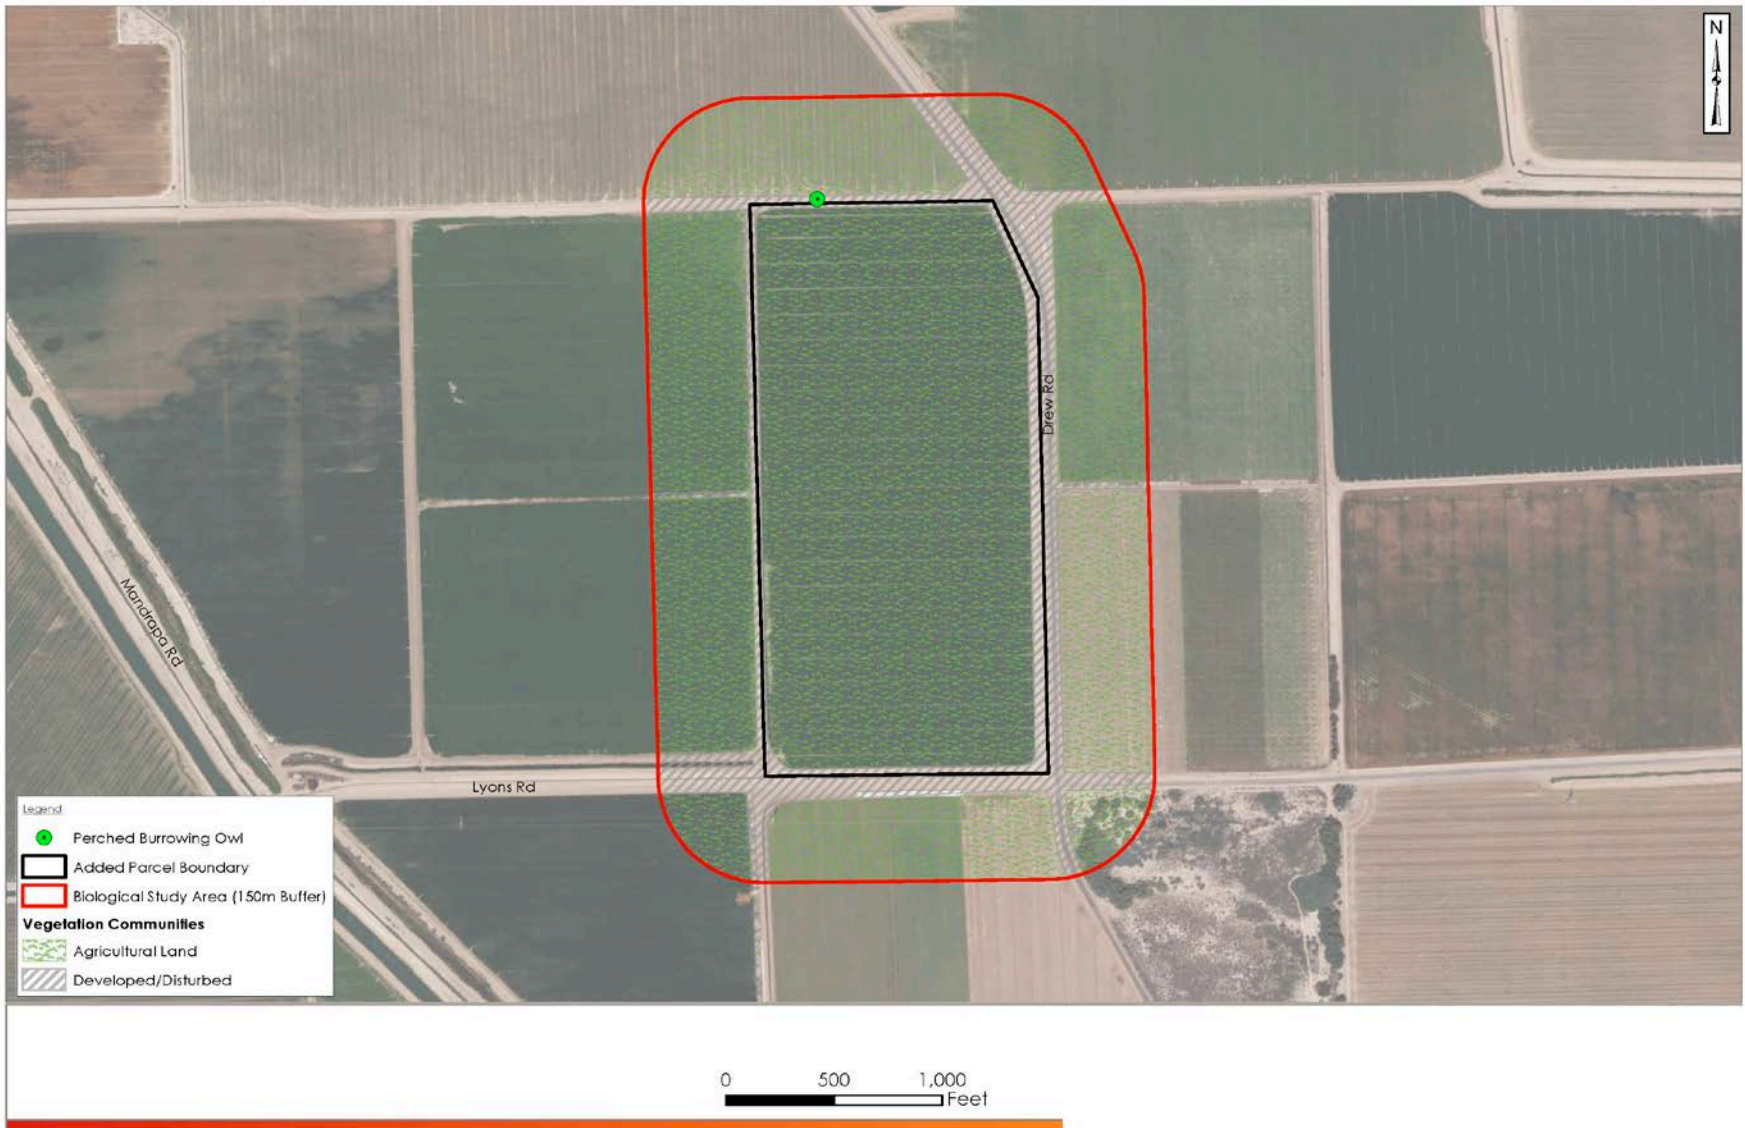 N
Drew Rd
Mandrapa Rd
Lyons Rd
Legend
Perched Burrowing Owl
Added Parcel Boundary
Biological Study Area (150m Buffer)
Vegetation Communities
Agricultural Land
Developed/Disturbed
0 500 1,000
Feet